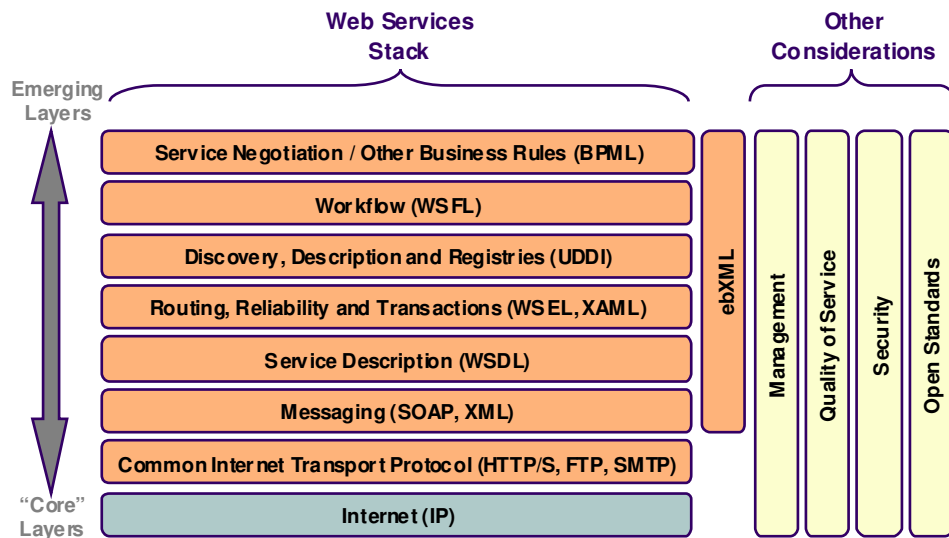 Web Services
Stack
Other
Considerations
Emerging
Layers
Service Negotiation / Other Business Rules (BPML)
Workflow (WSFL)
Discovery, Description and Registries (UDDI)
Routing, Reliability and Transactions (WSEL, XAML)
Service Description (WSDL)
Messaging (SOAP, XML)
Common Internet Transport Protocol (HTTP/S, FTP, SMTP)
Internet (IP)
“Core”
Layers
ebXML
Management
Quality of Service
Security
Open Standards